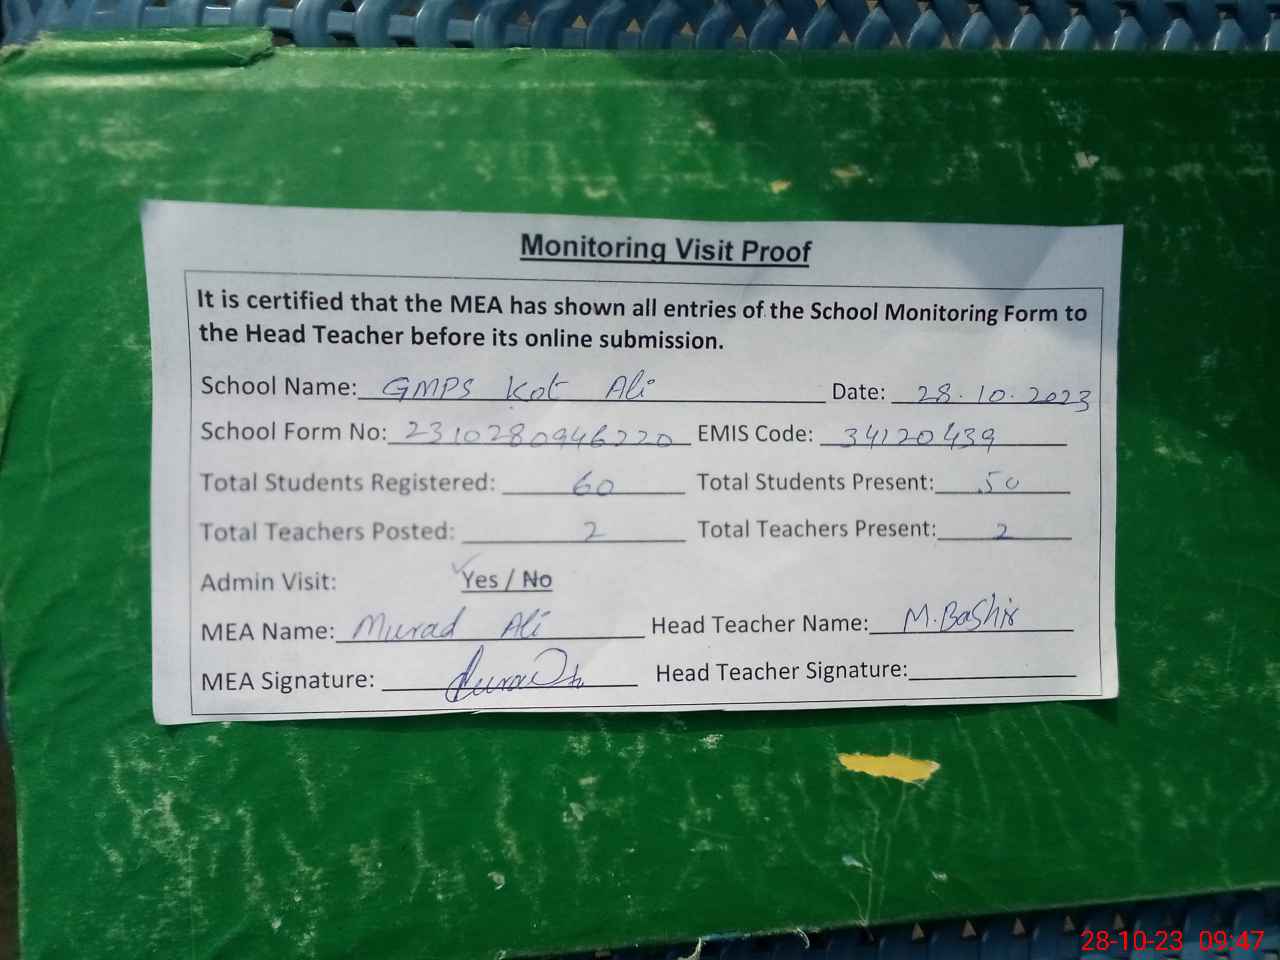 Monitoring Visit Proof
It is certified that the MEA has shown all entries of the School Monitoring Form to
the Head Teacher before its online submission.
School Name: GMPS Kot Ali Date: 28.10.2023
School Form No: 2310280946220 EMIS Code: 34120439
Total Students Registered: 60 Total Students Present: 50
Total Teachers Posted: 2 Total Teachers Present: 2
Admin Visit: Yes / No
MEA Name: Murad Ali Head Teacher Name: M.Bashir
MEA Signature: Head Teacher Signature:
28-10-23 09:47